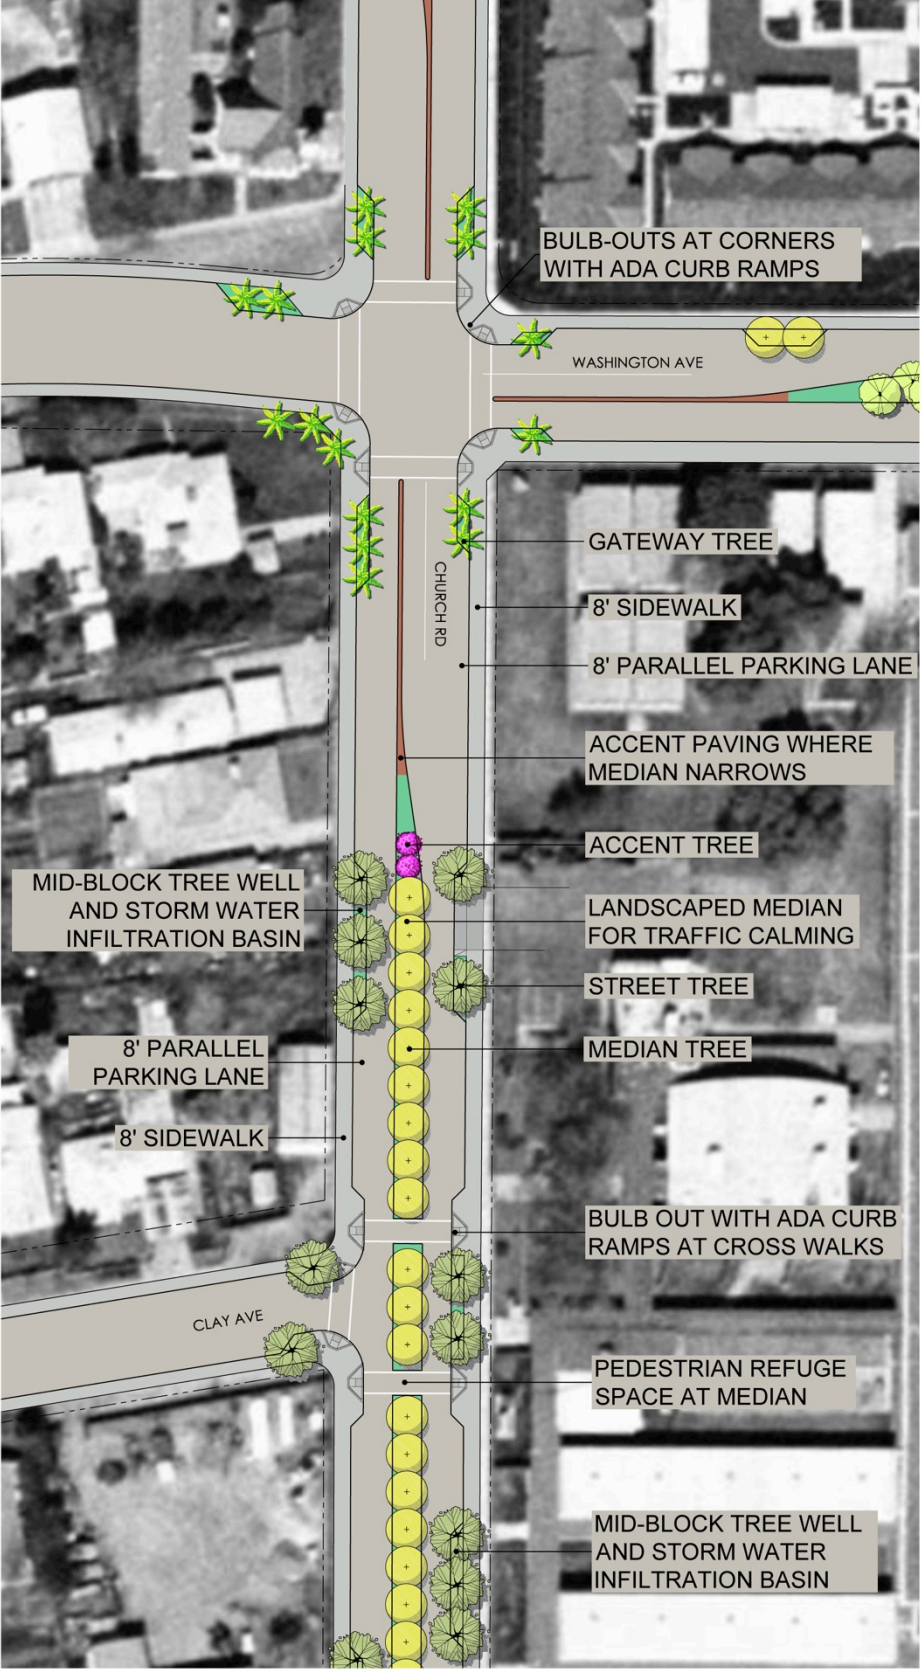 BULB-OUTS AT CORNERS
WITH ADA CURB RAMPS
WASHINGTON AVE
GATEWAY TREE
CHURCH RD
8' SIDEWALK
8' PARALLEL PARKING LANE
ACCENT PAVING WHERE
MEDIAN NARROWS
ACCENT TREE
MID-BLOCK TREE WELL
AND STORM WATER
INFILTRATION BASIN
LANDSCAPED MEDIAN
FOR TRAFFIC CALMING
STREET TREE
8' PARALLEL
PARKING LANE
MEDIAN TREE
8' SIDEWALK
BULB OUT WITH ADA CURB
RAMPS AT CROSS WALKS
CLAY AVE
PEDESTRIAN REFUGE
SPACE AT MEDIAN
MID-BLOCK TREE WELL
AND STORM WATER
INFILTRATION BASIN